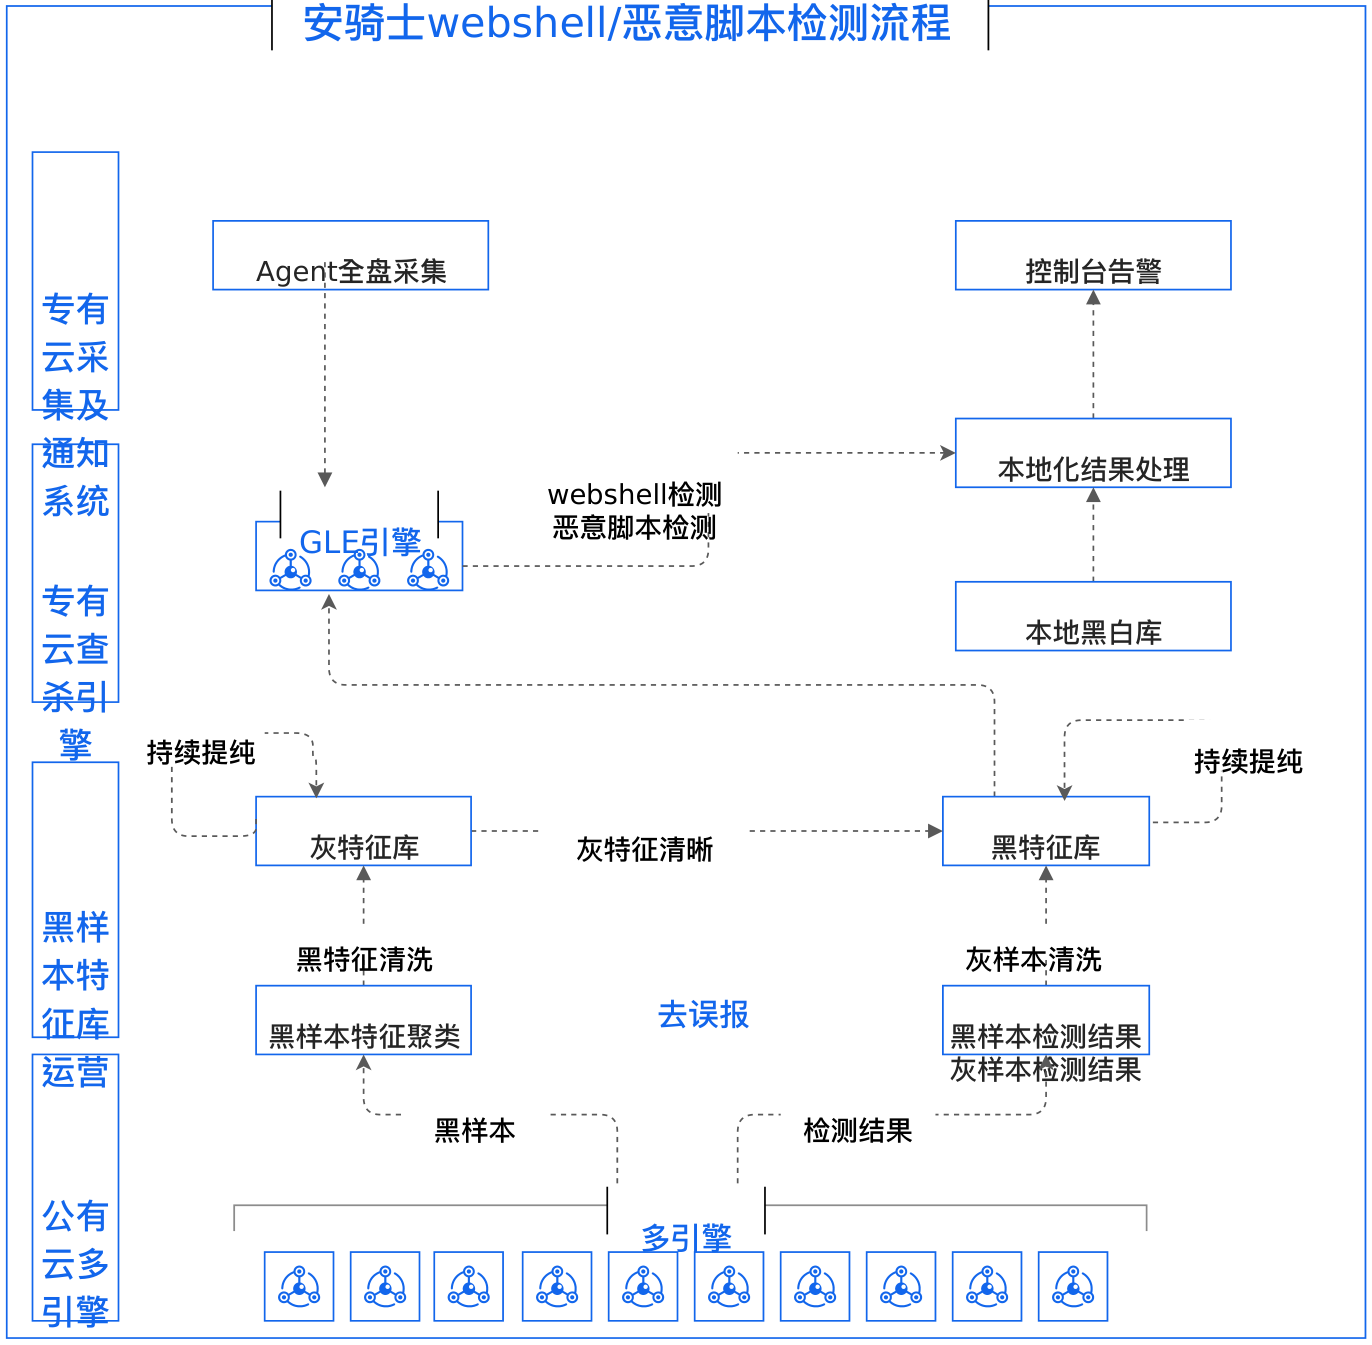 安骑士webshell/恶意脚本检测流程
专有
云采
集及
通知
系统
Agent全盘采集
控制台告警
本地化结果处理
webshell检测
恶意脚本检测
GLE引擎
本地黑白库
专有
云查
杀引
擎
持续提纯
持续提纯
灰特征库
灰特征清晰
黑特征库
黑样
本特
征库
运营
黑特征清洗
灰样本清洗
去误报
黑样本特征聚类
黑样本检测结果
灰样本检测结果
黑样本
检测结果
公有
云多
引擎
多引擎